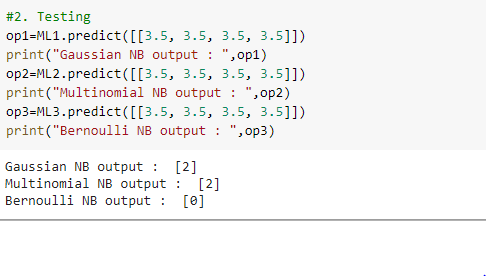 #2. Testing
op1=ML1.predict([[3.5, 3.5, 3.5, 3.5]])
print("Gaussian NB output : ",op1)
op2=ML2.predict([[3.5, 3.5, 3.5, 3.5]])
print("Multinomial NB output : ",op2)
op3=ML3.predict([[3.5, 3.5, 3.5, 3.5]])
print("Bernoulli NB output : ",op3)
Gaussian NB output :  [2]
Multinomial NB output :  [2]
Bernoulli NB output :  [0]